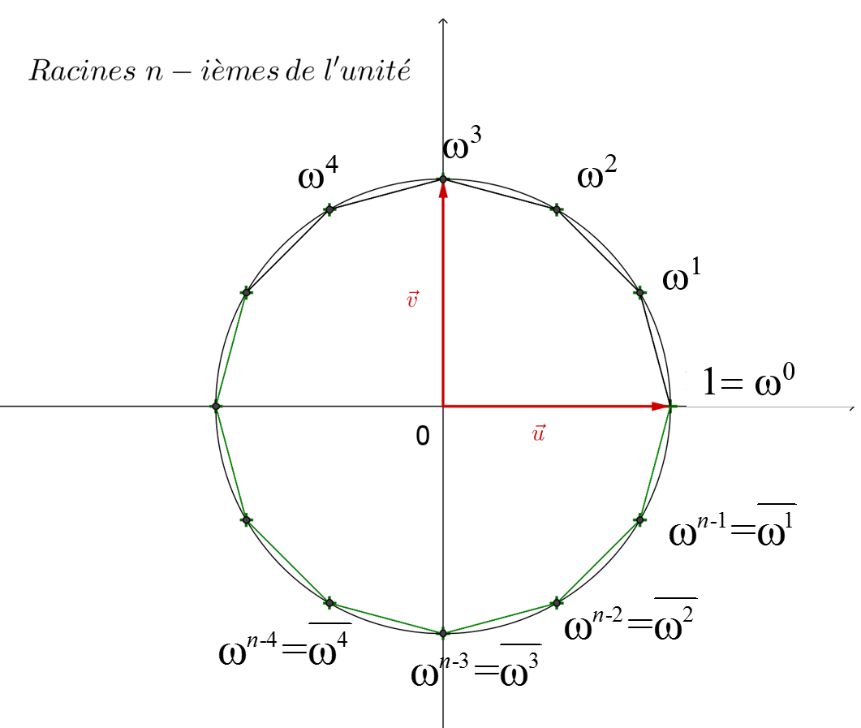 Racines n − ièmes de l'unité
ω³
ω⁴
ω²
ω¹
v⃗
1= ω⁰
0
u⃗
ωⁿ⁻¹=ω̅¹̅
ωⁿ⁻²=ω̅²̅
ωⁿ⁻⁴=ω̅⁴̅
ωⁿ⁻³=ω̅³̅